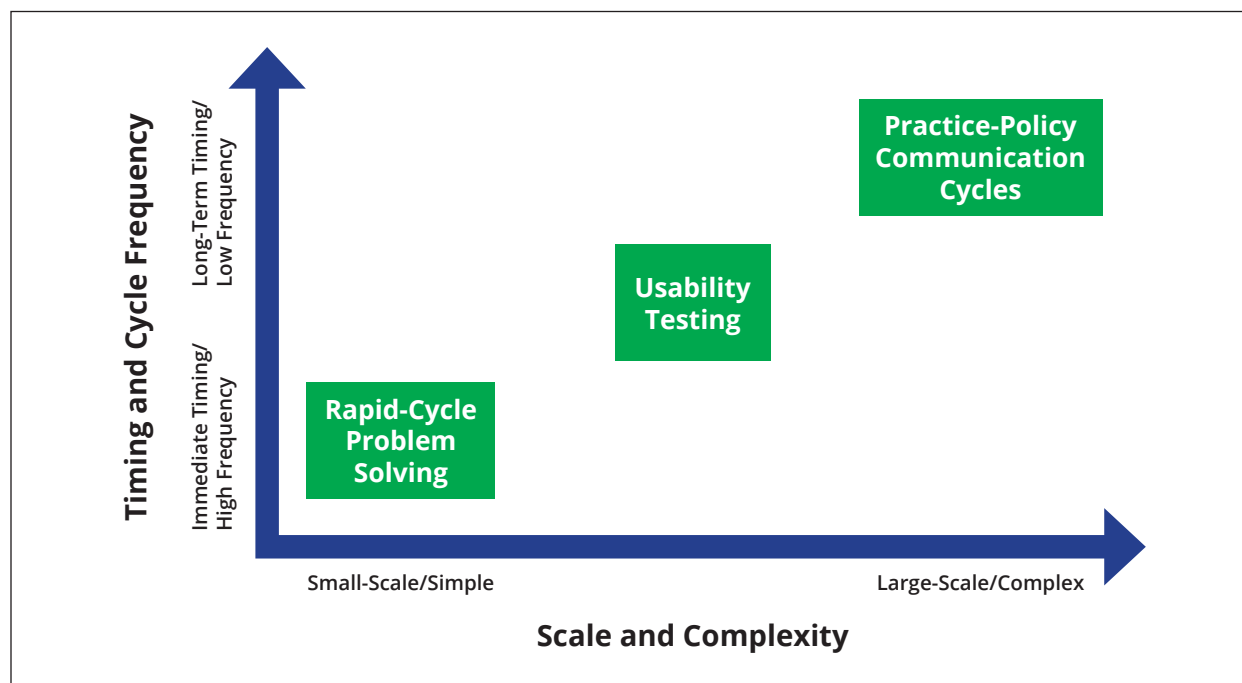 Timing and Cycle Frequency
Long-Term Timing/
Low Frequency
Immediate Timing/
High Frequency
Practice-Policy
Communication
Cycles
Usability
Testing
Rapid-Cycle
Problem
Solving
Small-Scale/Simple
Large-Scale/Complex
Scale and Complexity